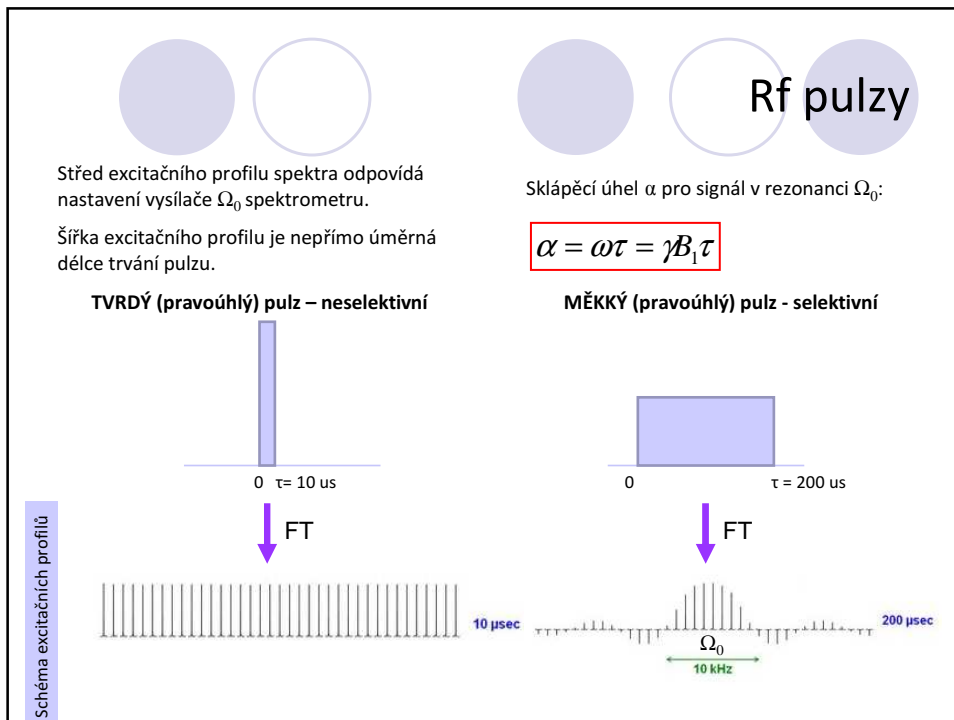 Rf pulzy
Střed excitačního profilu spektra odpovídá
nastavení vysílače Ω₀ spektrometru.
Šířka excitačního profilu je nepřímo úměrná
délce trvání pulzu.
Sklápěcí úhel α pro signál v rezonanci Ω₀:
α = ωτ = γB₁τ
TVRDÝ (pravoúhlý) pulz – neselektivní
0 τ= 10 us
FT
10 µsec
MĚKKÝ (pravoúhlý) pulz - selektivní
0 τ = 200 us
FT
200 µsec
Ω₀
10 kHz
Schéma excitačních profilů